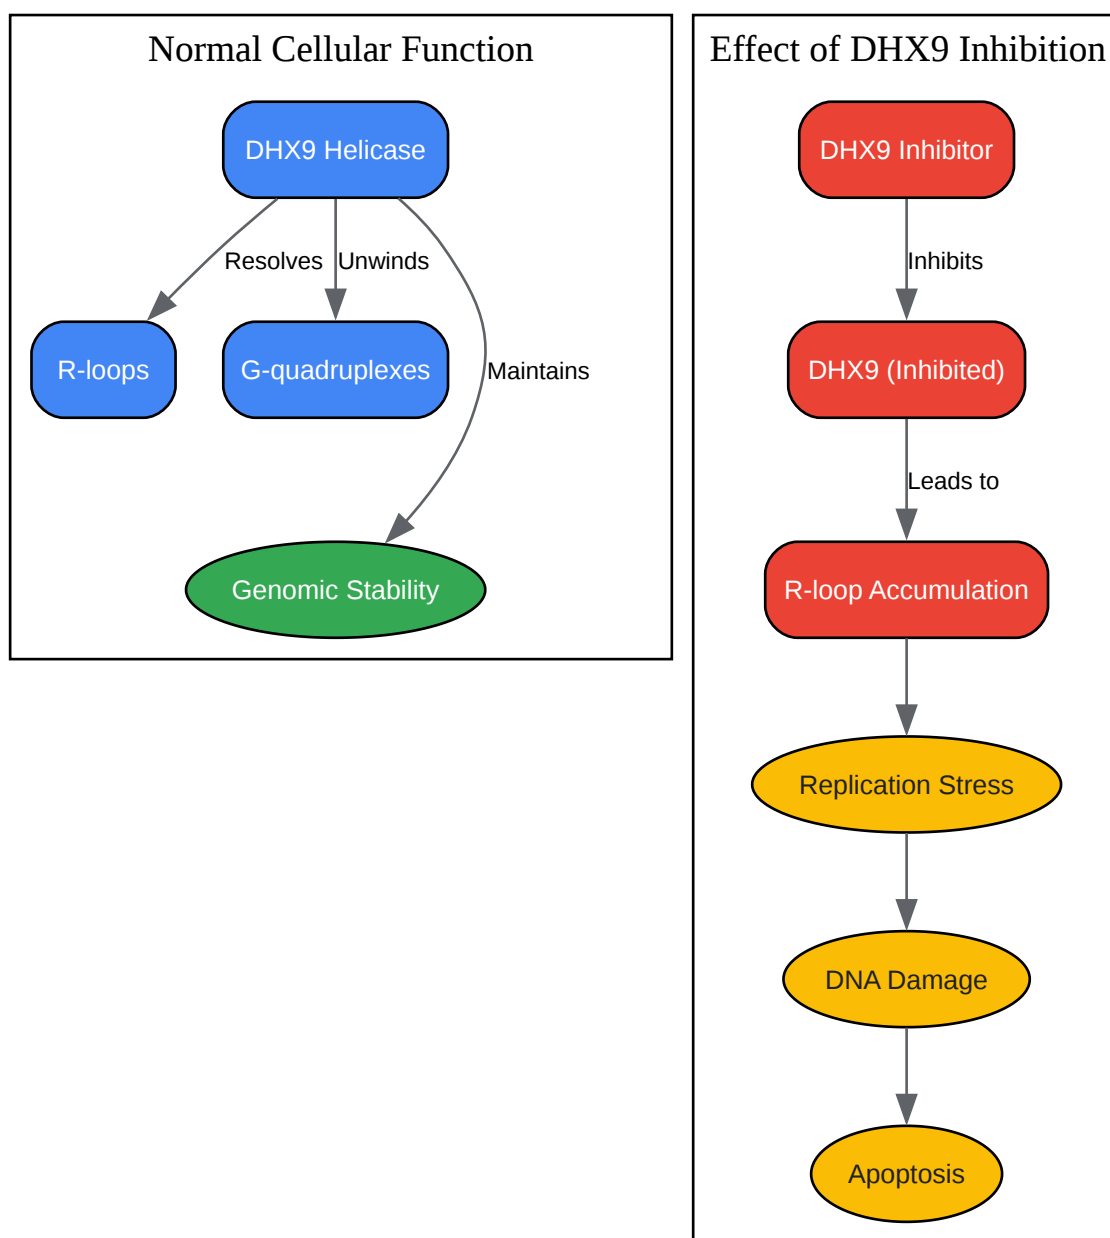 Normal Cellular Function
DHX9 Helicase
Resolves
Unwinds
R-loops
G-quadruplexes
Maintains
Genomic Stability
Effect of DHX9 Inhibition
DHX9 Inhibitor
Inhibits
DHX9 (Inhibited)
Leads to
R-loop Accumulation
Replication Stress
DNA Damage
Apoptosis